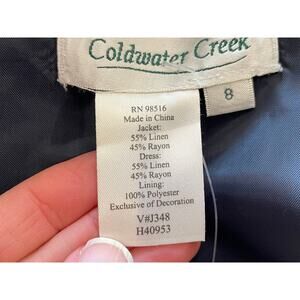 Coldwater Creek
8
RN 98516
Made in China
Jacket:
55% Linen
45% Rayon
Dress:
55% Linen
45% Rayon
Lining:
100% Polyester
Exclusive of Decoration
V#J348
H40953